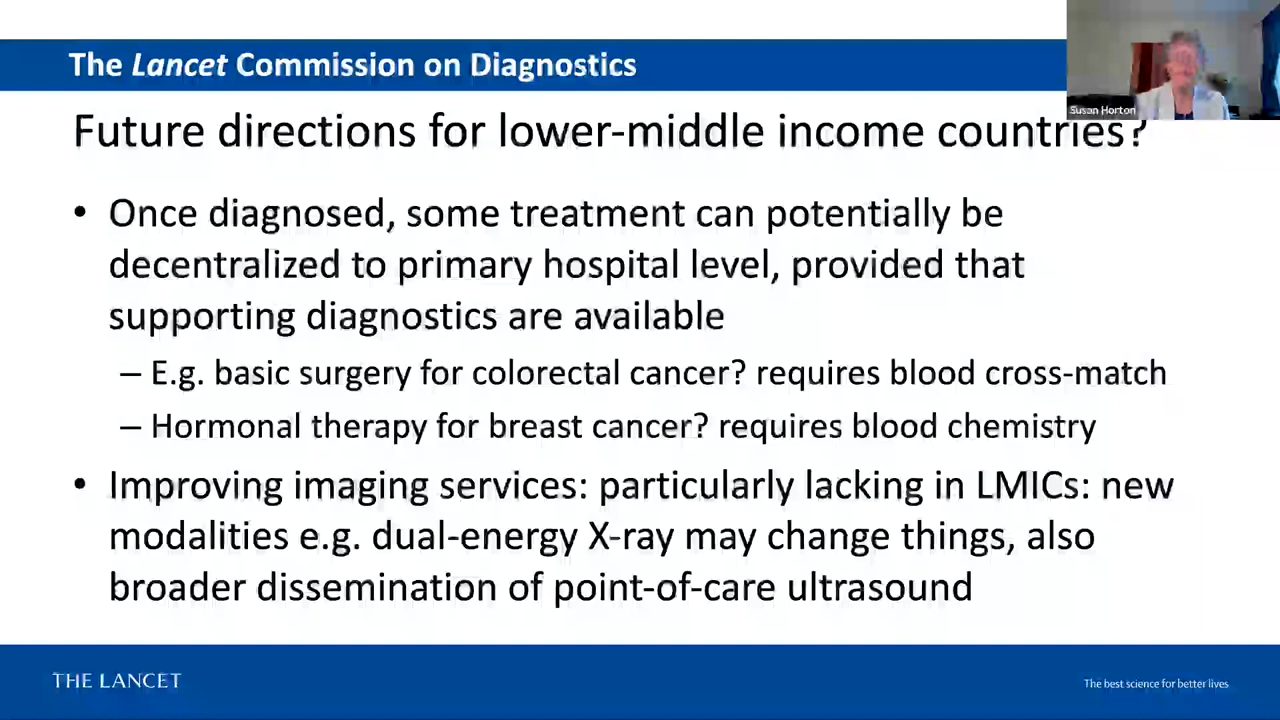 The Lancet Commission on Diagnostics
Susan Horton
Future directions for lower-middle income countries?
• Once diagnosed, some treatment can potentially be
decentralized to primary hospital level, provided that
supporting diagnostics are available
– E.g. basic surgery for colorectal cancer? requires blood cross-match
– Hormonal therapy for breast cancer? requires blood chemistry
• Improving imaging services: particularly lacking in LMICs: new
modalities e.g. dual-energy X-ray may change things, also
broader dissemination of point-of-care ultrasound
THE LANCET
The best science for better lives